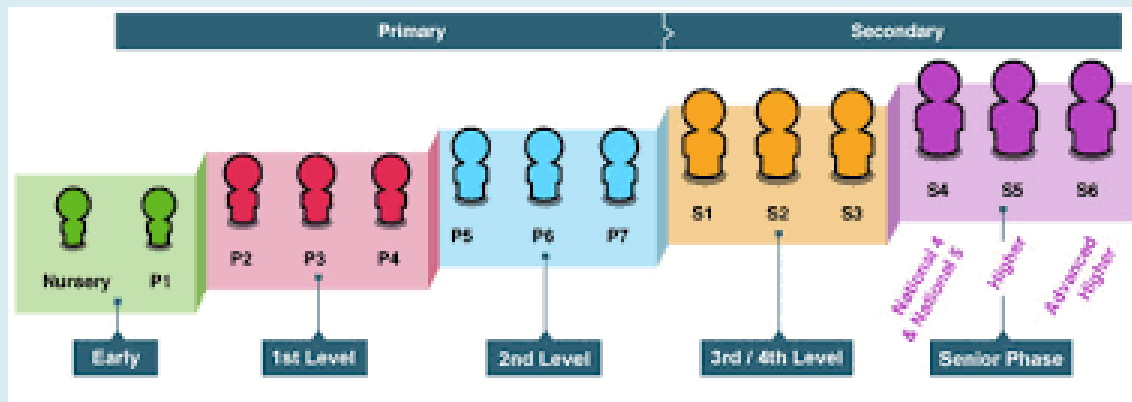 Primary
Secondary
Nursery
P1
P2
P3
P4
P5
P6
P7
S1
S2
S3
S4
S5
S6
National 4
& National 5
Higher
Advanced
Higher
Early
1st Level
2nd Level
3rd / 4th Level
Senior Phase